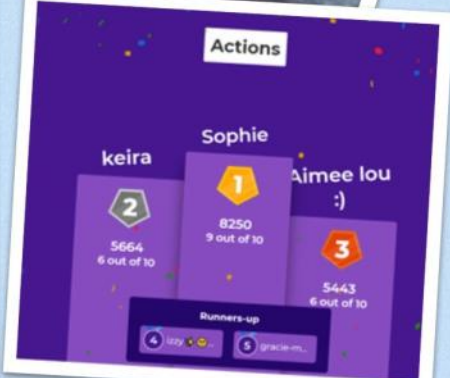 Actions
Sophie
1
8250
9 out of 10
keira
2
5664
6 out of 10
Aimee lou
:)
3
5443
6 out of 10
Runners-up
4 izzy 
5 gracie-m...